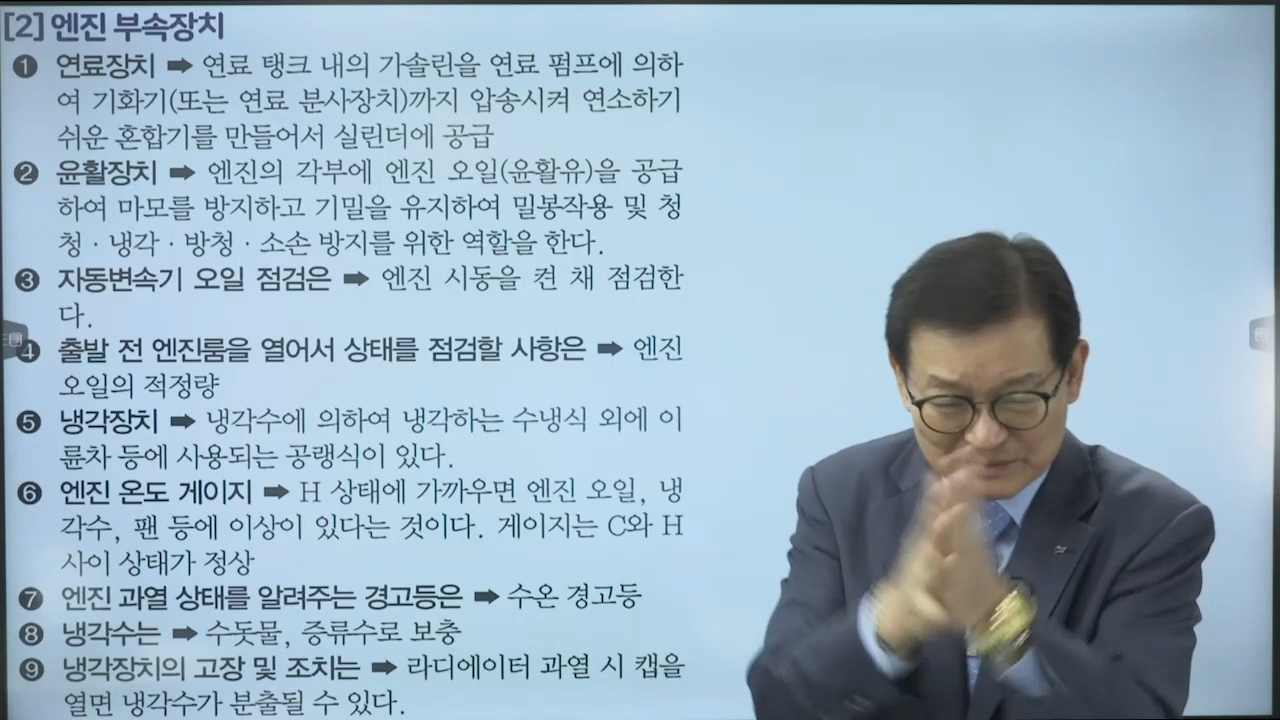 [2] 엔진 부속장치
❶ 연료장치 ➡ 연료 탱크 내의 가솔린을 연료 펌프에 의하
여 기화기(또는 연료 분사장치)까지 압송시켜 연소하기
쉬운 혼합기를 만들어서 실린더에 공급
❷ 윤활장치 ➡ 엔진의 각부에 엔진 오일(윤활유)을 공급
하여 마모를 방지하고 기밀을 유지하여 밀봉작용 및 청
청 · 냉각 · 방청 · 소손 방지를 위한 역할을 한다.
❸ 자동변속기 오일 점검은 ➡ 엔진 시동을 켠 채 점검한
다.
❹ 출발 전 엔진룸을 열어서 상태를 점검할 사항은 ➡ 엔진
오일의 적정량
❺ 냉각장치 ➡ 냉각수에 의하여 냉각하는 수냉식 외에 이
륜차 등에 사용되는 공랭식이 있다.
❻ 엔진 온도 게이지 ➡ H 상태에 가까우면 엔진 오일, 냉
각수, 팬 등에 이상이 있다는 것이다. 게이지는 C와 H
사이 상태가 정상
❼ 엔진 과열 상태를 알려주는 경고등은 ➡ 수온 경고등
❽ 냉각수는 ➡ 수돗물, 증류수로 보충
❾ 냉각장치의 고장 및 조치는 ➡ 라디에이터 과열 시 캡을
열면 냉각수가 분출될 수 있다.